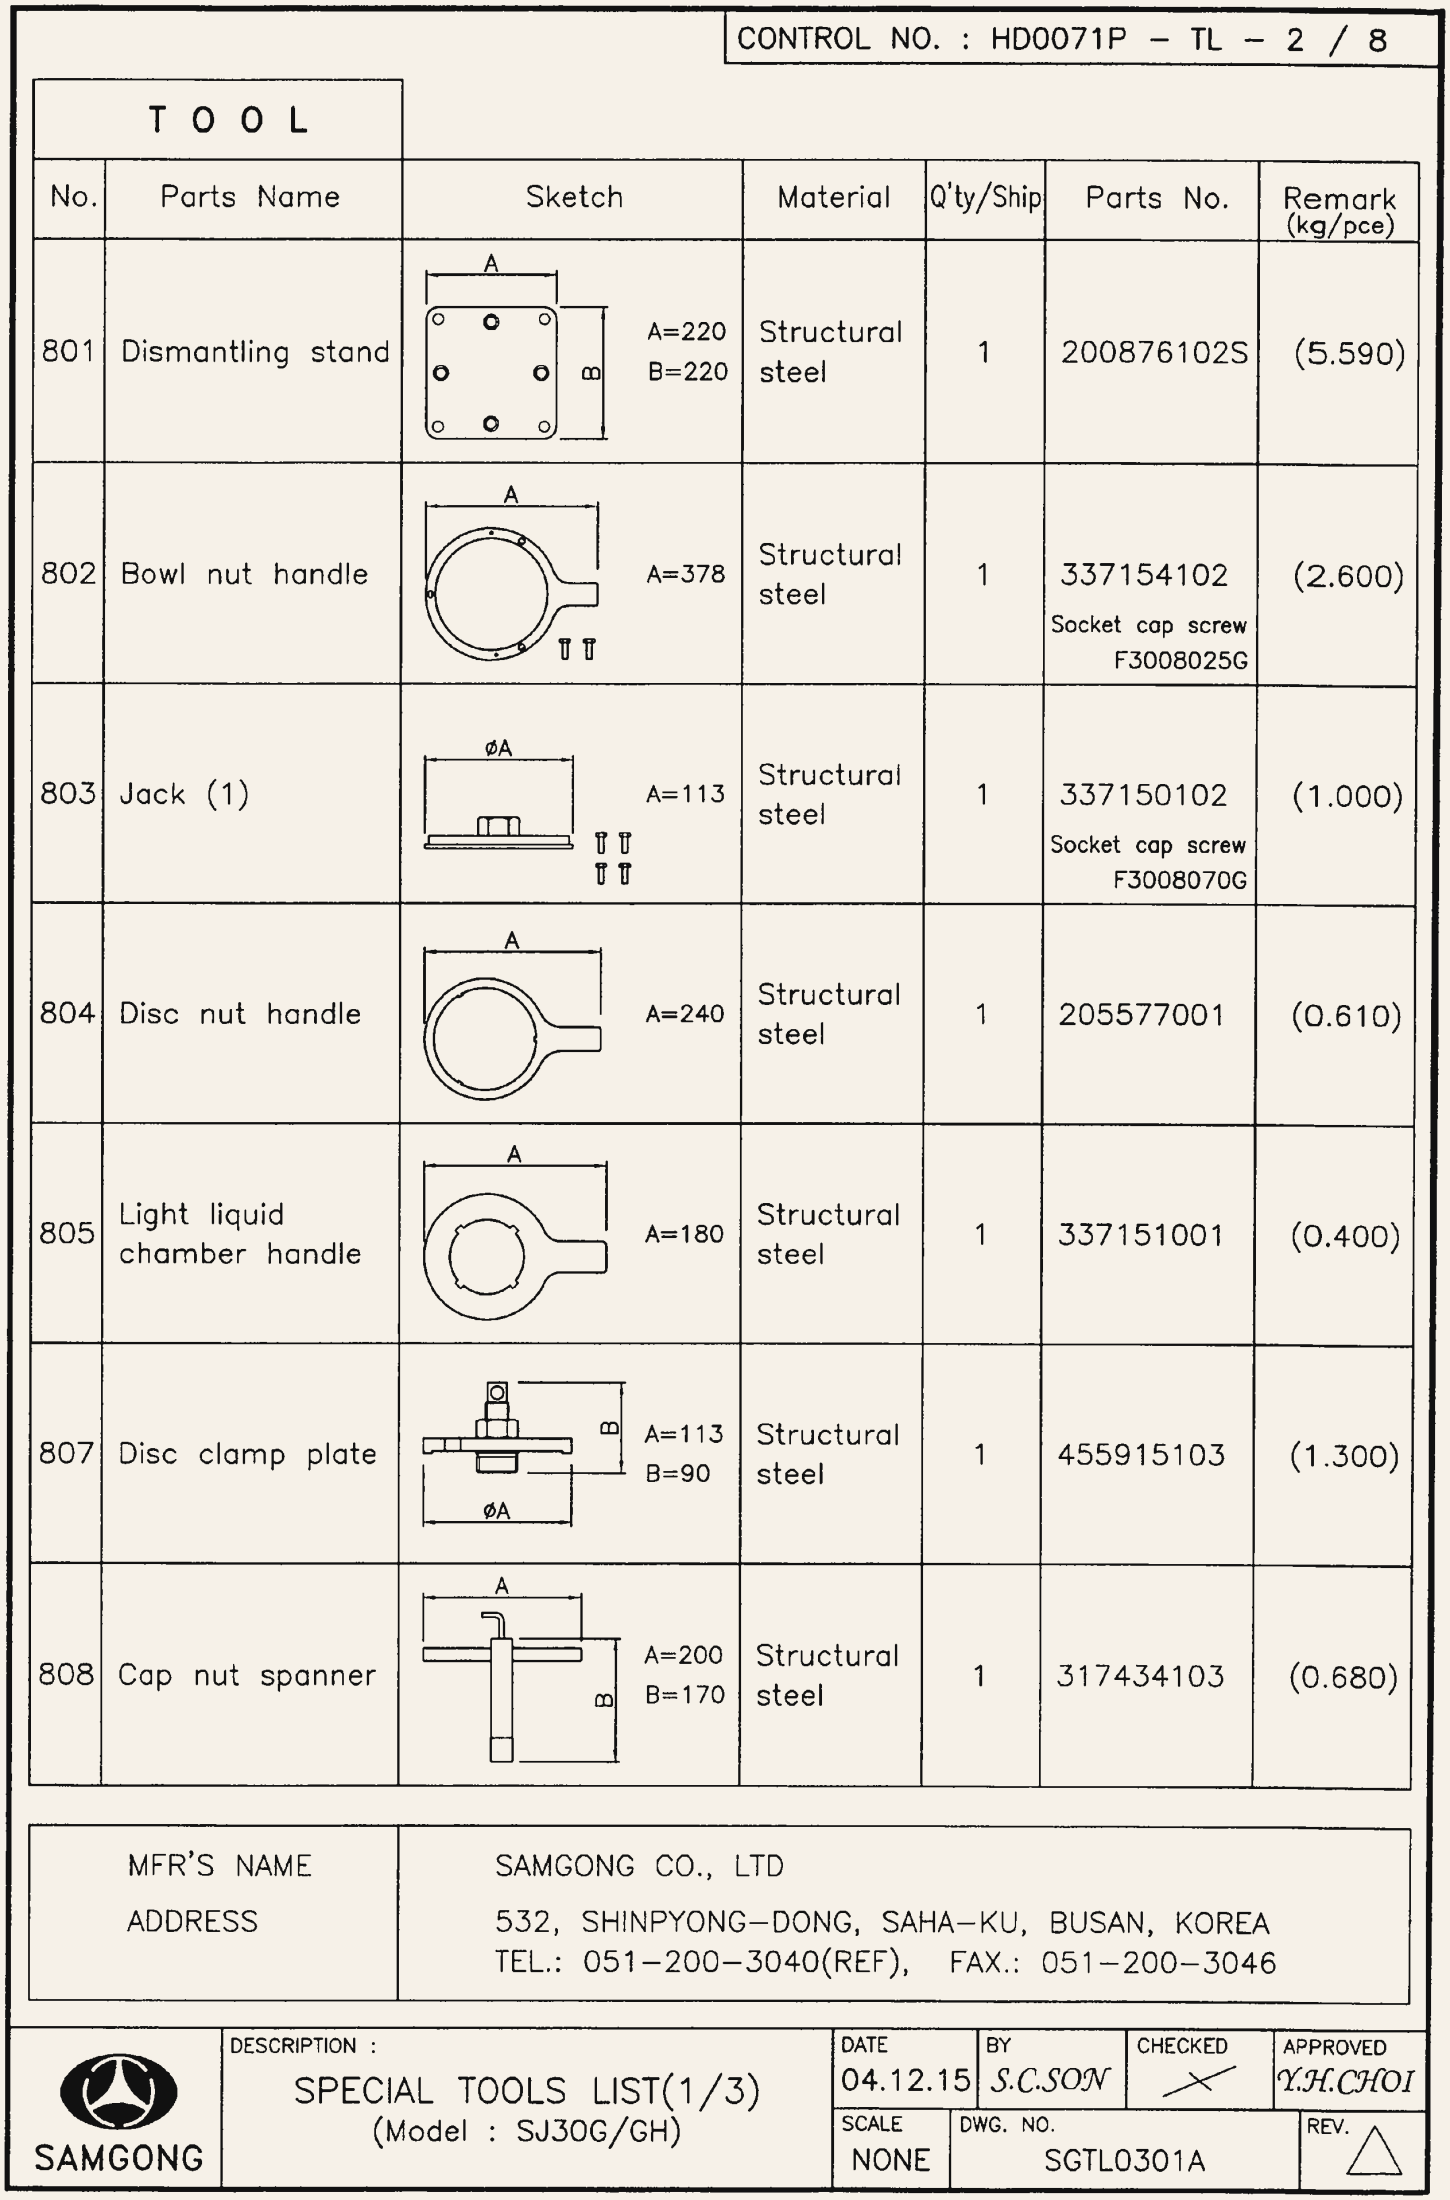 CONTROL NO. : HD0071P - TL - 2 / 8
TOOL
No. Parts Name Sketch Material Q'ty/Ship Parts No. Remark
(kg/pce)
A
B
801 Dismantling stand A=220 B=220 Structural steel 1 200876102S (5.590)
A
802 Bowl nut handle A=378 Structural steel 1 337154102 (2.600)
Socket cap screw
F3008025G
øA
803 Jack (1) A=113 Structural steel 1 337150102 (1.000)
Socket cap screw
F3008070G
A
804 Disc nut handle A=240 Structural steel 1 205577001 (0.610)
A
805 Light liquid chamber handle A=180 Structural steel 1 337151001 (0.400)
B
807 Disc clamp plate A=113 B=90 Structural steel 1 455915103 (1.300)
øA
A
B
808 Cap nut spanner A=200 B=170 Structural steel 1 317434103 (0.680)
MFR'S NAME SAMGONG CO., LTD
ADDRESS 532, SHINPYONG-DONG, SAHA-KU, BUSAN, KOREA
TEL.: 051-200-3040(REF), FAX.: 051-200-3046
SAMGONG
DESCRIPTION :
SPECIAL TOOLS LIST(1/3)
(Model : SJ30G/GH)
DATE BY CHECKED APPROVED
04.12.15 S.C.SON Y.H.CHOI
SCALE DWG. NO. REV.
NONE SGTL0301A